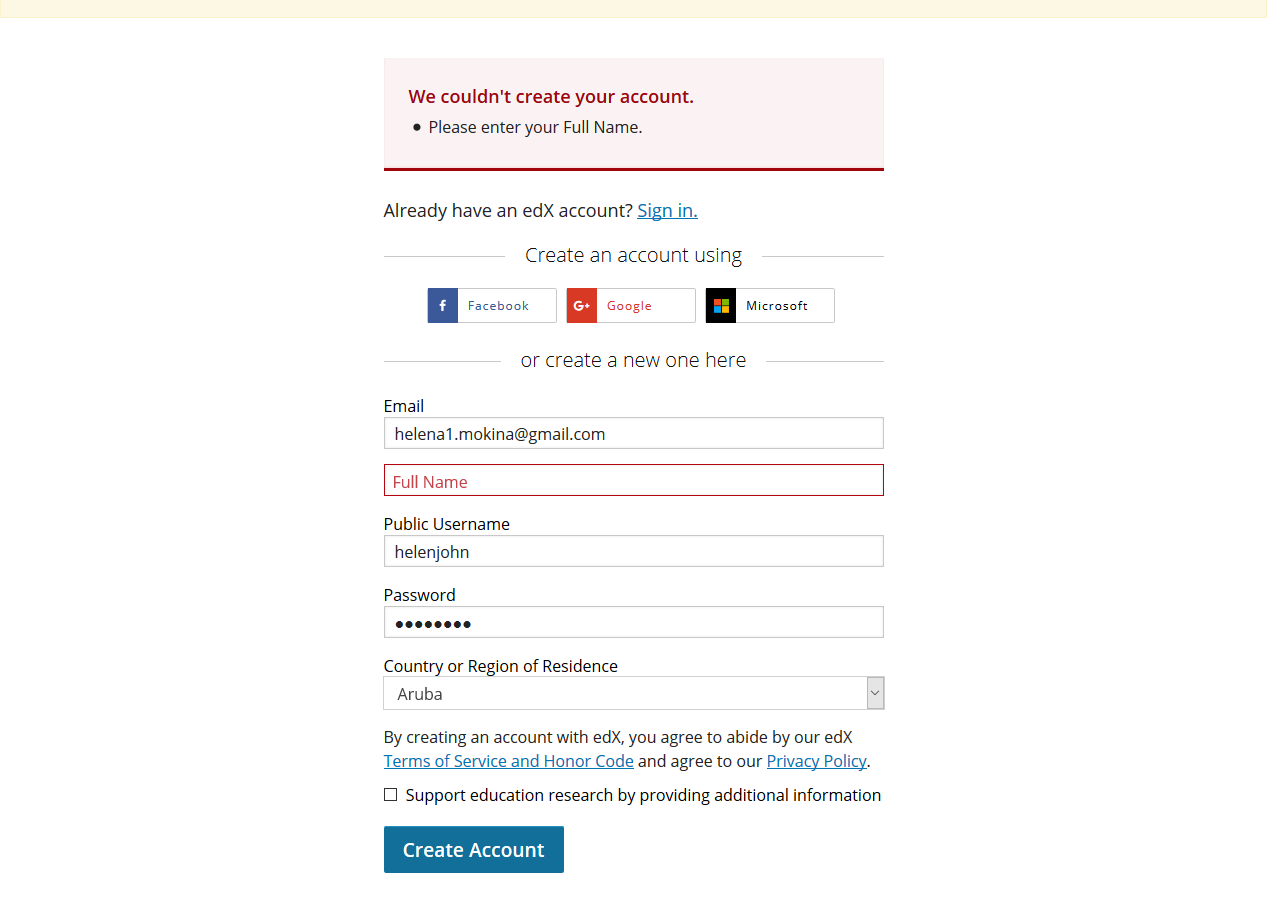 We couldn't create your account.
Please enter your Full Name.
Already have an edX account? Sign in.
Create an account using
f Facebook
G+ Google
Microsoft
or create a new one here
Email
helena1.mokina@gmail.com
Full Name
Public Username
helenjohn
Password
●●●●●●●●
Country or Region of Residence
Aruba
By creating an account with edX, you agree to abide by our edX
Terms of Service and Honor Code and agree to our Privacy Policy.
Support education research by providing additional information
Create Account